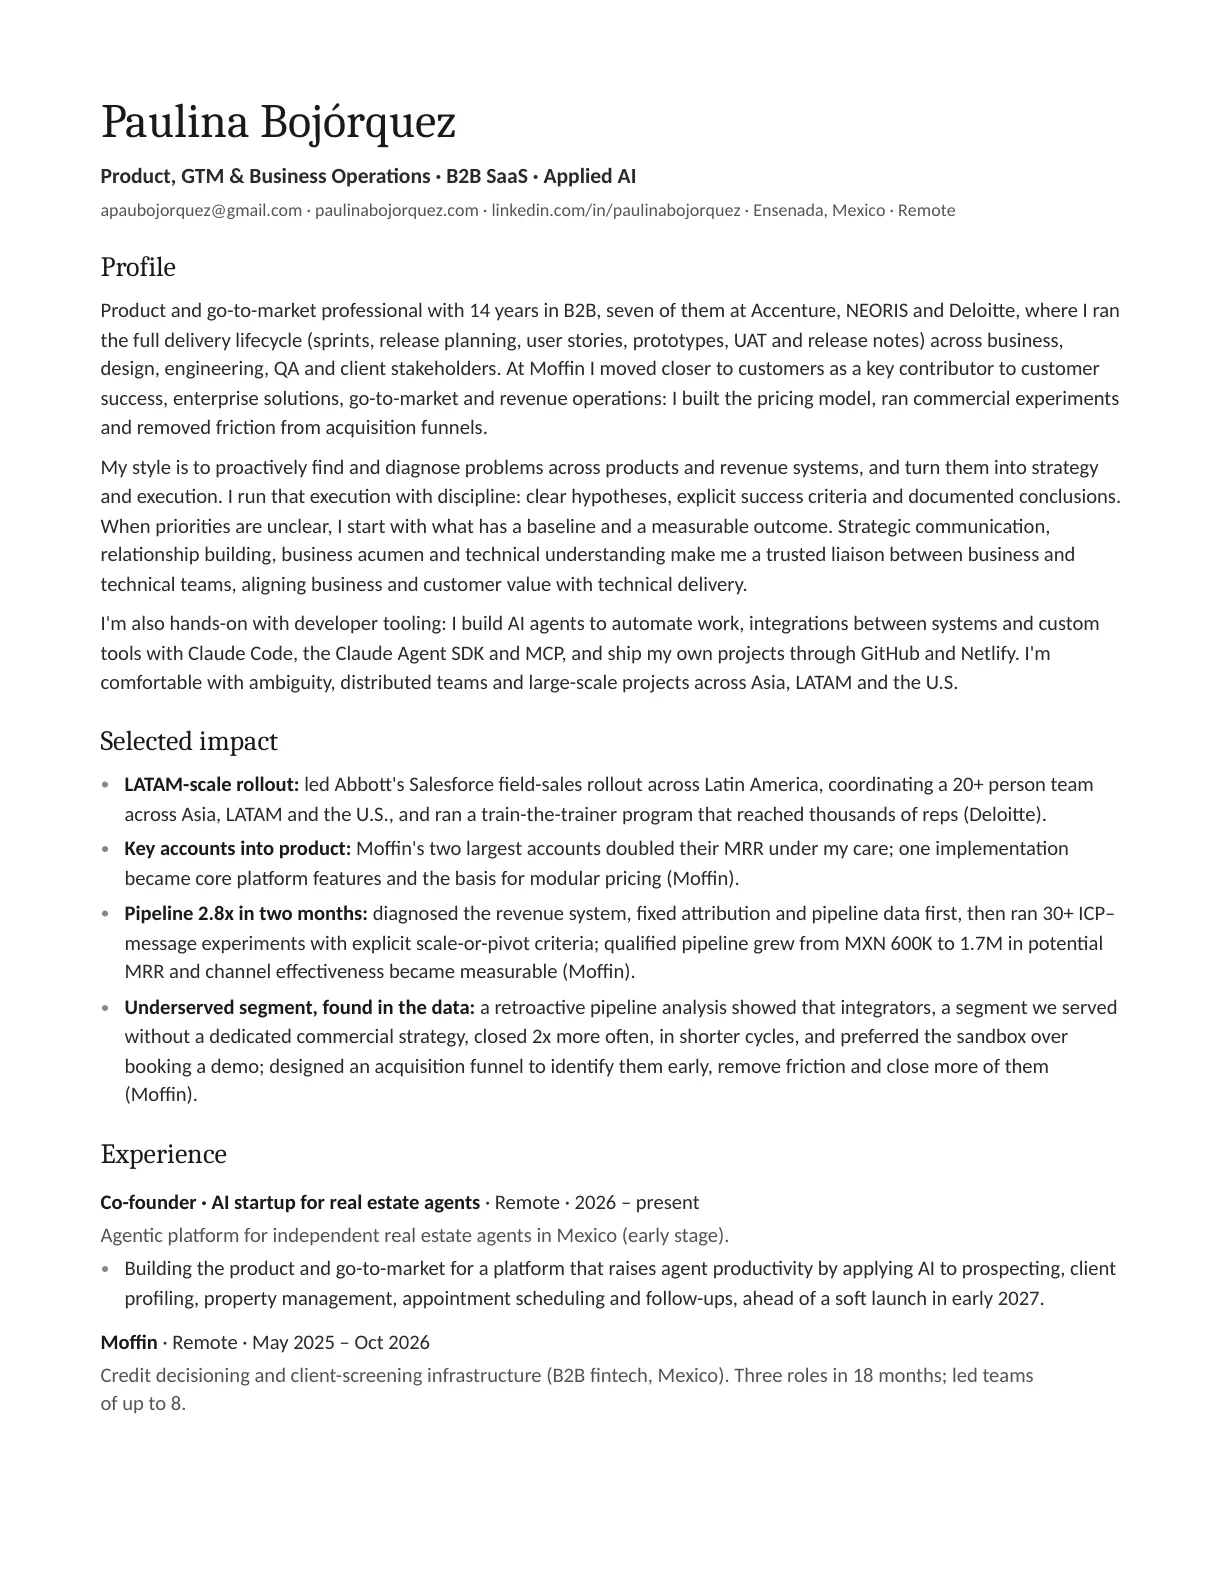 Paulina Bojórquez
Product, GTM & Business Operations · B2B SaaS · Applied AI
apaubojorquez@gmail.com · paulinabojorquez.com · linkedin.com/in/paulinabojorquez · Ensenada, Mexico · Remote
Profile
Product and go-to-market professional with 14 years in B2B, seven of them at Accenture, NEORIS and Deloitte, where I ran
the full delivery lifecycle (sprints, release planning, user stories, prototypes, UAT and release notes) across business,
design, engineering, QA and client stakeholders. At Moffin I moved closer to customers as a key contributor to customer
success, enterprise solutions, go-to-market and revenue operations: I built the pricing model, ran commercial experiments
and removed friction from acquisition funnels.
My style is to proactively find and diagnose problems across products and revenue systems, and turn them into strategy
and execution. I run that execution with discipline: clear hypotheses, explicit success criteria and documented conclusions.
When priorities are unclear, I start with what has a baseline and a measurable outcome. Strategic communication,
relationship building, business acumen and technical understanding make me a trusted liaison between business and
technical teams, aligning business and customer value with technical delivery.
I'm also hands-on with developer tooling: I build AI agents to automate work, integrations between systems and custom
tools with Claude Code, the Claude Agent SDK and MCP, and ship my own projects through GitHub and Netlify. I'm
comfortable with ambiguity, distributed teams and large-scale projects across Asia, LATAM and the U.S.
Selected impact
• LATAM-scale rollout: led Abbott's Salesforce field-sales rollout across Latin America, coordinating a 20+ person team
across Asia, LATAM and the U.S., and ran a train-the-trainer program that reached thousands of reps (Deloitte).
• Key accounts into product: Moffin's two largest accounts doubled their MRR under my care; one implementation
became core platform features and the basis for modular pricing (Moffin).
• Pipeline 2.8x in two months: diagnosed the revenue system, fixed attribution and pipeline data first, then ran 30+ ICP–
message experiments with explicit scale-or-pivot criteria; qualified pipeline grew from MXN 600K to 1.7M in potential
MRR and channel effectiveness became measurable (Moffin).
• Underserved segment, found in the data: a retroactive pipeline analysis showed that integrators, a segment we served
without a dedicated commercial strategy, closed 2x more often, in shorter cycles, and preferred the sandbox over
booking a demo; designed an acquisition funnel to identify them early, remove friction and close more of them
(Moffin).
Experience
Co-founder · AI startup for real estate agents · Remote · 2026 – present
Agentic platform for independent real estate agents in Mexico (early stage).
• Building the product and go-to-market for a platform that raises agent productivity by applying AI to prospecting, client
profiling, property management, appointment scheduling and follow-ups, ahead of a soft launch in early 2027.
Moffin · Remote · May 2025 – Oct 2026
Credit decisioning and client-screening infrastructure (B2B fintech, Mexico). Three roles in 18 months; led teams
of up to 8.